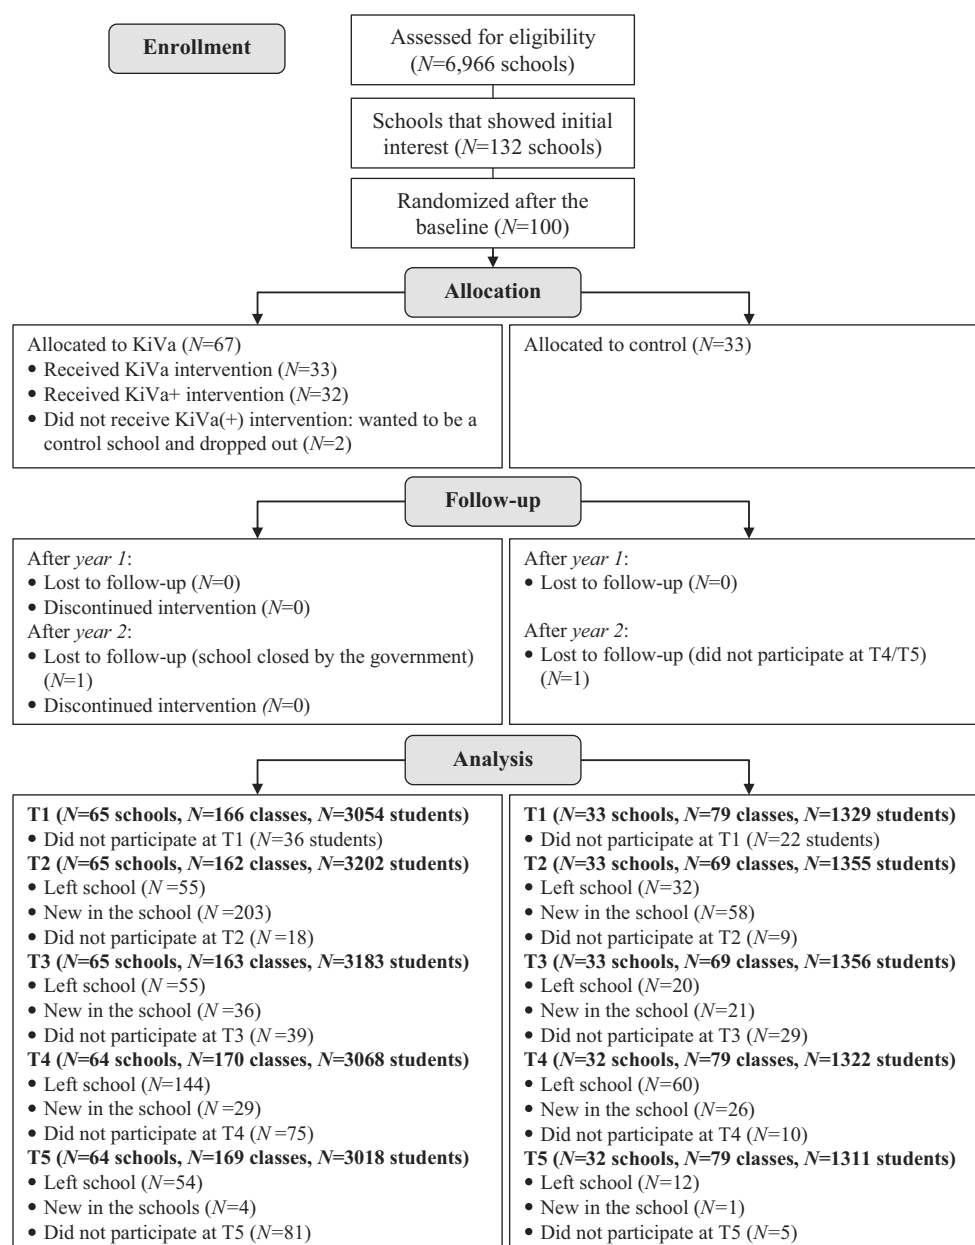 Enrollment
Assessed for eligibility
(N=6,966 schools)
Schools that showed initial
interest (N=132 schools)
Randomized after the
baseline (N=100)
Allocation
Allocated to KiVa (N=67)
• Received KiVa intervention (N=33)
• Received KiVa+ intervention (N=32)
• Did not receive KiVa(+) intervention: wanted to be a
control school and dropped out (N=2)
Allocated to control (N=33)
Follow-up
After year 1:
• Lost to follow-up (N=0)
• Discontinued intervention (N=0)
After year 2:
• Lost to follow-up (school closed by the government)
(N=1)
• Discontinued intervention (N=0)
After year 1:
• Lost to follow-up (N=0)
After year 2:
• Lost to follow-up (did not participate at T4/T5)
(N=1)
Analysis
T1 (N=65 schools, N=166 classes, N=3054 students)
• Did not participate at T1 (N=36 students)
T2 (N=65 schools, N=162 classes, N=3202 students)
• Left school (N=55)
• New in the school (N=203)
• Did not participate at T2 (N=18)
T3 (N=65 schools, N=163 classes, N=3183 students)
• Left school (N=55)
• New in the school (N=36)
• Did not participate at T3 (N=39)
T4 (N=64 schools, N=170 classes, N=3068 students)
• Left school (N=144)
• New in the school (N=29)
• Did not participate at T4 (N=75)
T5 (N=64 schools, N=169 classes, N=3018 students)
• Left school (N=54)
• New in the schools (N=4)
• Did not participate at T5 (N=81)
T1 (N=33 schools, N=79 classes, N=1329 students)
• Did not participate at T1 (N=22 students)
T2 (N=33 schools, N=69 classes, N=1355 students)
• Left school (N=32)
• New in the school (N=58)
• Did not participate at T2 (N=9)
T3 (N=33 schools, N=69 classes, N=1356 students)
• Left school (N=20)
• New in the school (N=21)
• Did not participate at T3 (N=29)
T4 (N=32 schools, N=79 classes, N=1322 students)
• Left school (N=60)
• New in the school (N=26)
• Did not participate at T4 (N=10)
T5 (N=32 schools, N=79 classes, N=1311 students)
• Left school (N=12)
• New in the school (N=1)
• Did not participate at T5 (N=5)